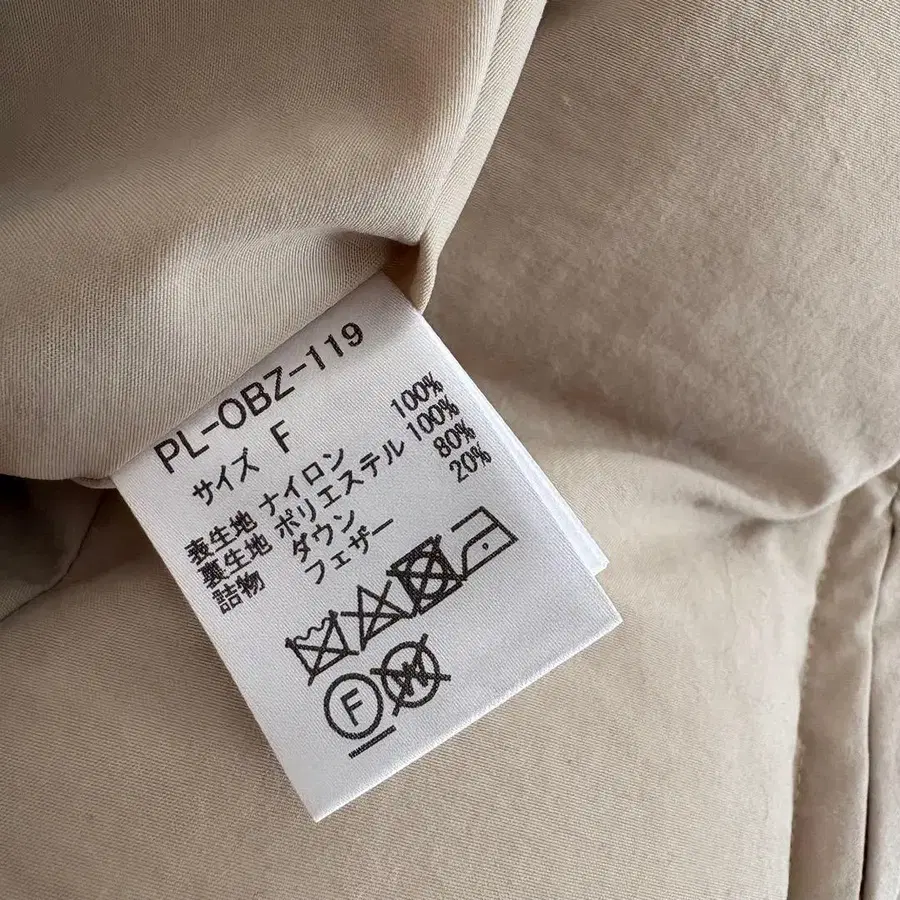 PL-OBZ-119
サイズ F
表生地 ナイロン 100%
裏生地 ポリエステル 100%
詰物 ダウン 80%
フェザー 20%
F W